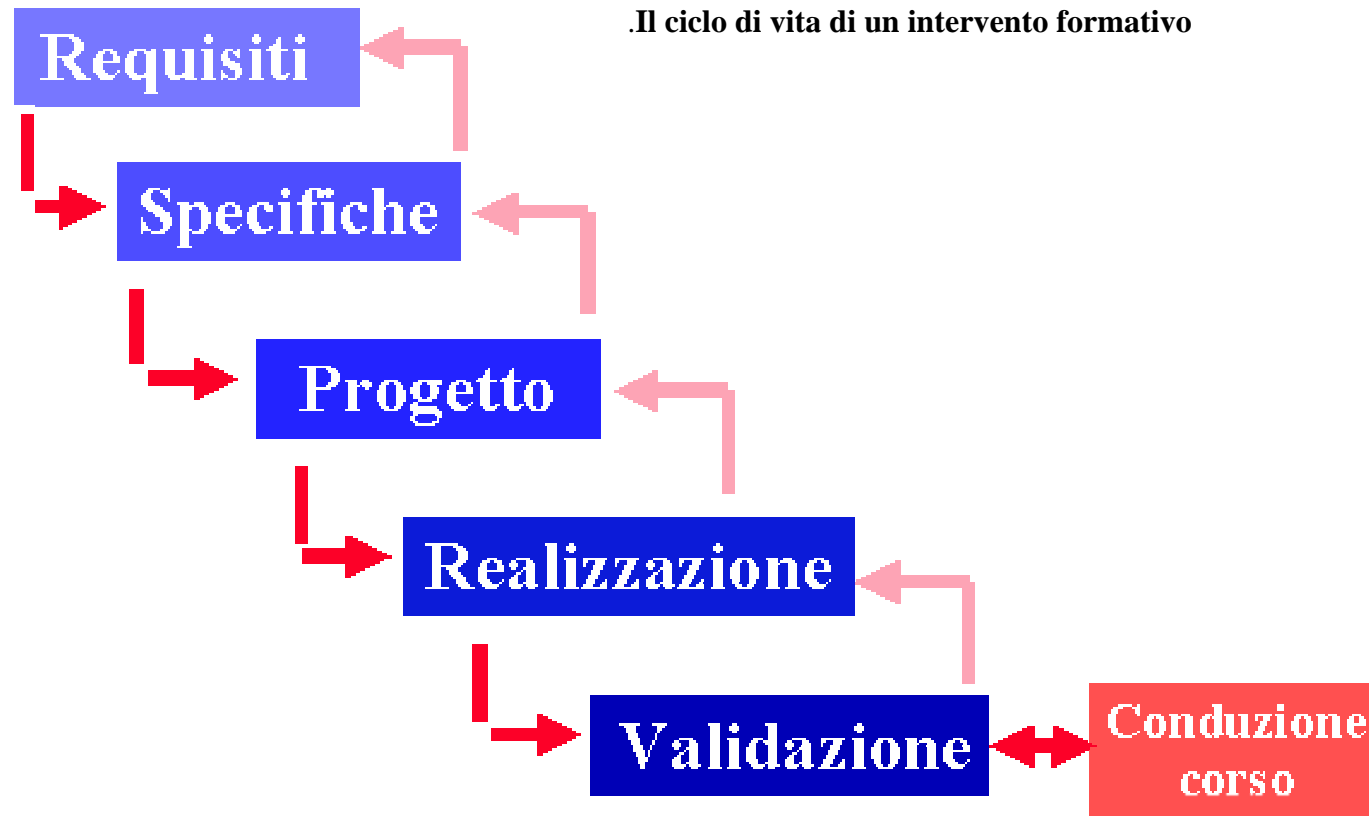 .Il ciclo di vita di un intervento formativo
Requisiti
Specifiche
Progetto
Realizzazione
Validazione
Conduzione
corso